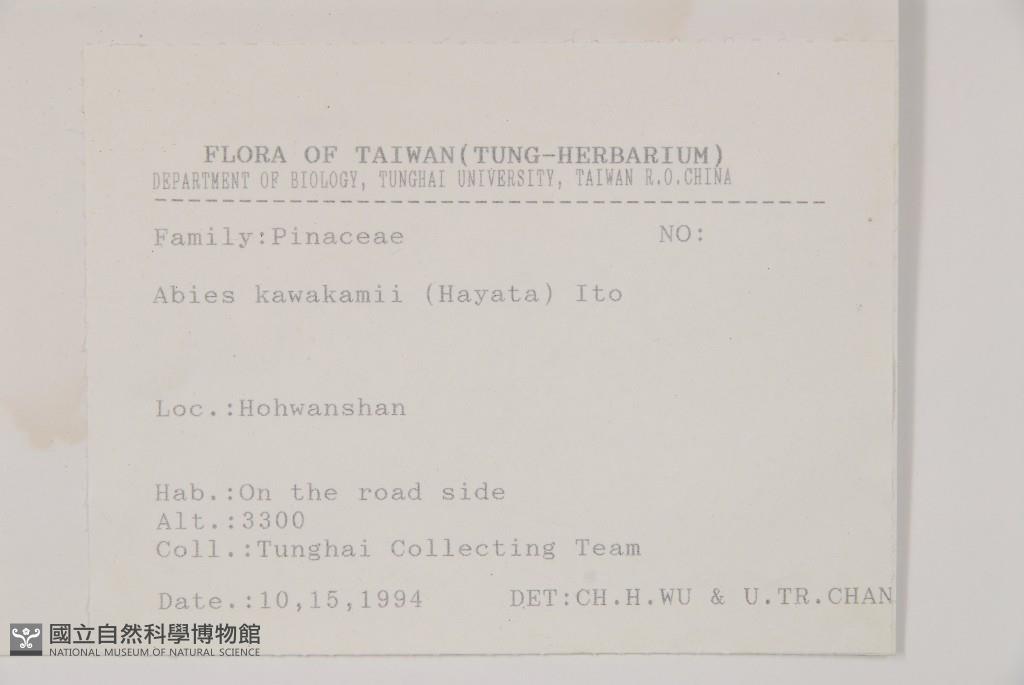 FLORA OF TAIWAN(TUNG-HERBARIUM)
DEPARTMENT OF BIOLOGY, TUNGHAI UNIVERSITY, TAIWAN R.O.CHINA
Family:Pinaceae NO:
Abies kawakamii (Hayata) Ito
Loc.:Hohwanshan
Hab.:On the road side
Alt.:3300
Coll.:Tunghai Collecting Team
Date.:10,15,1994 DET:CH.H.WU & U.TR.CHAN
國立自然科學博物館
NATIONAL MUSEUM OF NATURAL SCIENCE